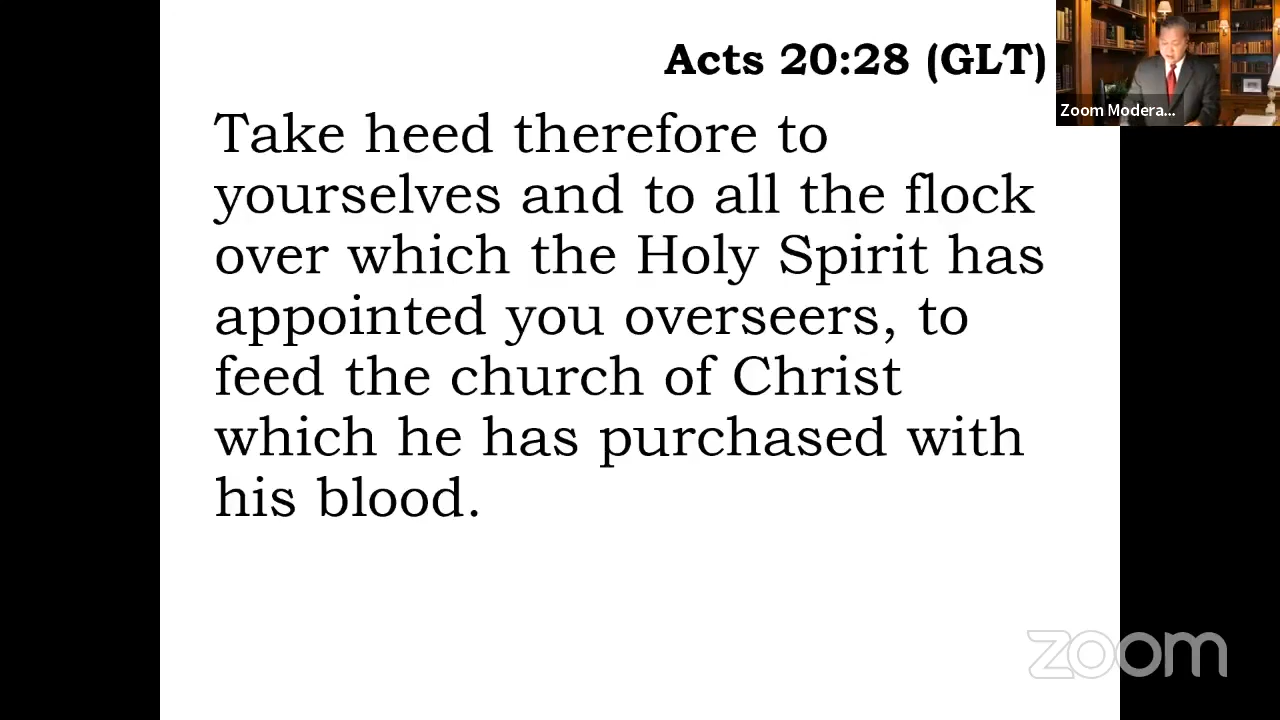 Acts 20:28 (GLT)
Zoom Modera...
Take heed therefore to
yourselves and to all the flock
over which the Holy Spirit has
appointed you overseers, to
feed the church of Christ
which he has purchased with
his blood.
zoom